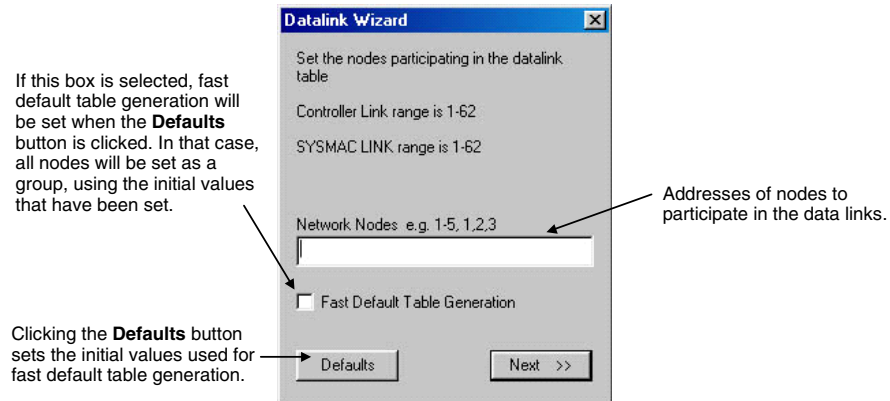 Datalink Wizard
Set the nodes participating in the datalink
table
Controller Link range is 1-62
SYSMAC LINK range is 1-62
Network Nodes e.g. 1-5, 1,2,3
Fast Default Table Generation
Defaults
Next >>
If this box is selected, fast
default table generation will
be set when the Defaults
button is clicked. In that case,
all nodes will be set as a
group, using the initial values
that have been set.
Addresses of nodes to
participate in the data links.
Clicking the Defaults button
sets the initial values used for
fast default table generation.